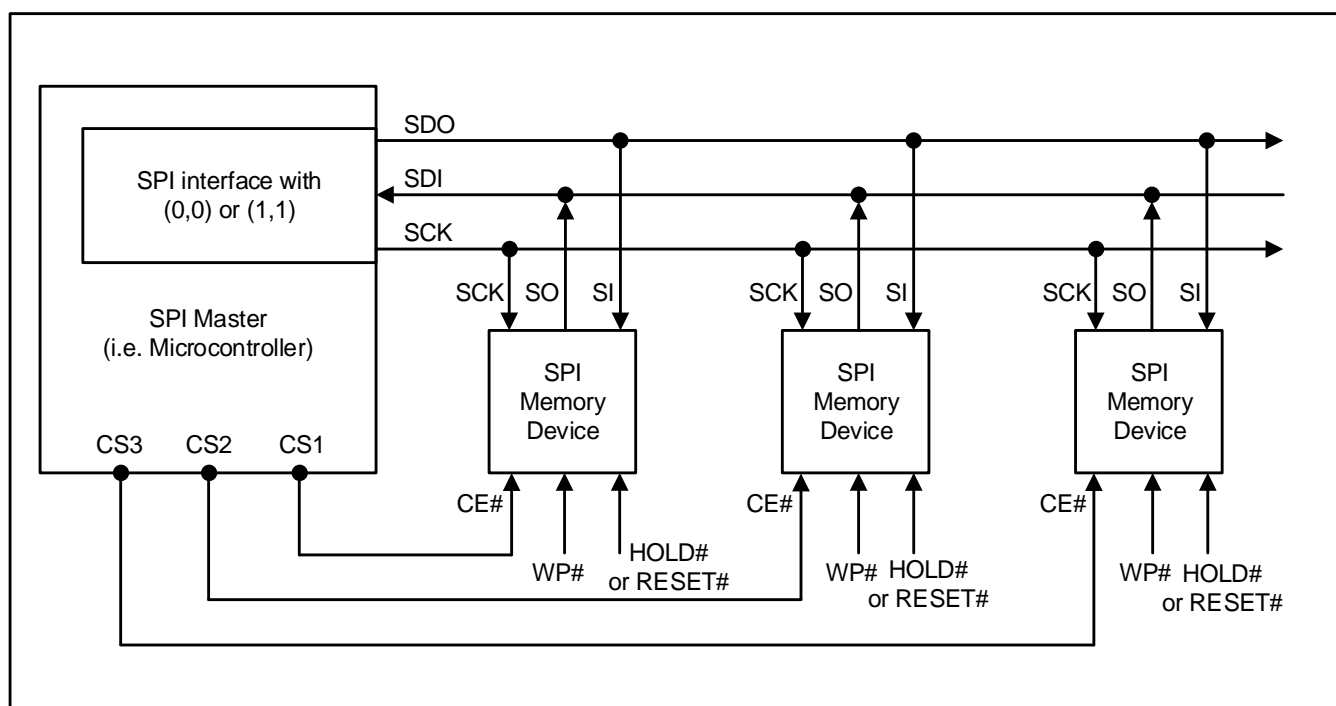 SDO
SPI interface with
(0,0) or (1,1)
SDI
SCK
SPI Master
(i.e. Microcontroller)
SCK SO SI
SCK SO SI
SCK SO SI
SPI
Memory
Device
SPI
Memory
Device
SPI
Memory
Device
CS3 CS2 CS1
CE#
WP#
HOLD#
or RESET#
CE#
WP#
HOLD#
or RESET#
CE#
WP#
HOLD#
or RESET#